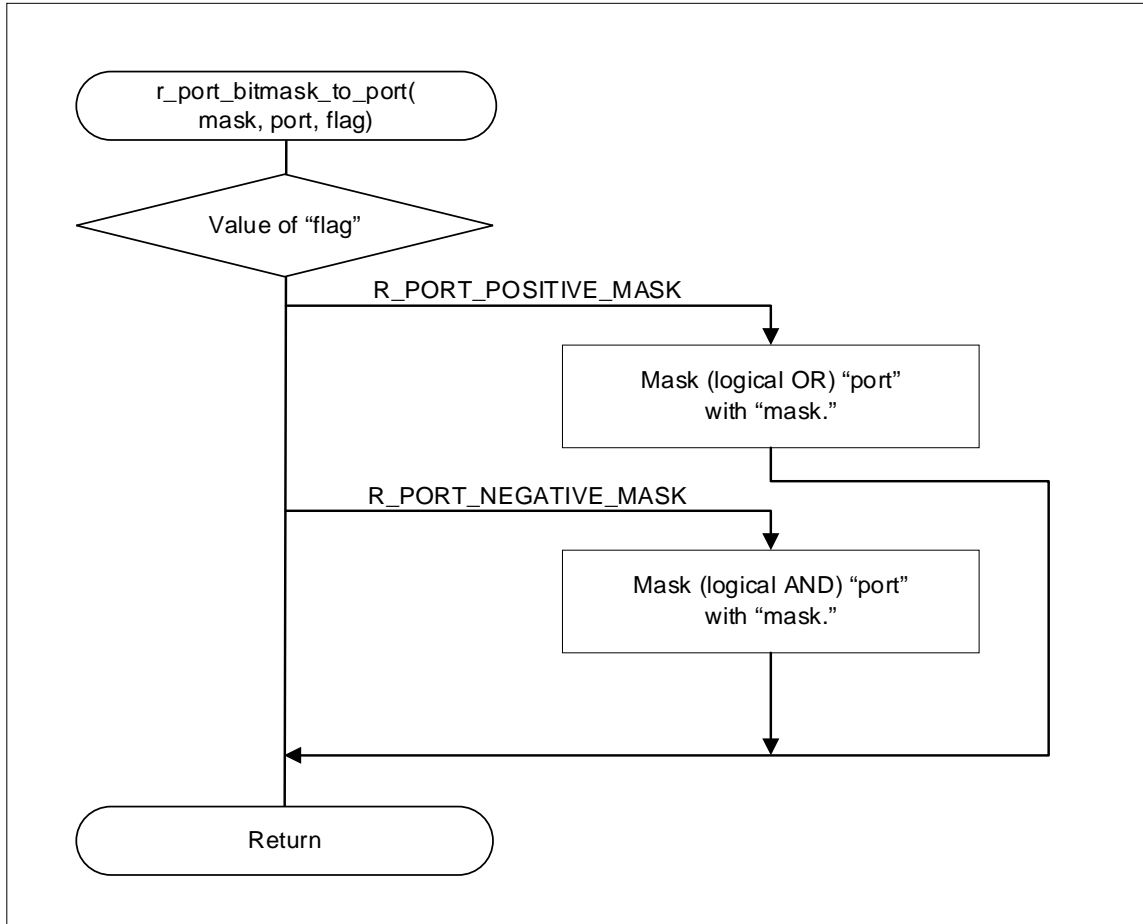 r_port_bitmask_to_port(
mask, port, flag)
Value of “flag”
R_PORT_POSITIVE_MASK
Mask (logical OR) “port”
with “mask.”
R_PORT_NEGATIVE_MASK
Mask (logical AND) “port”
with “mask.”
Return